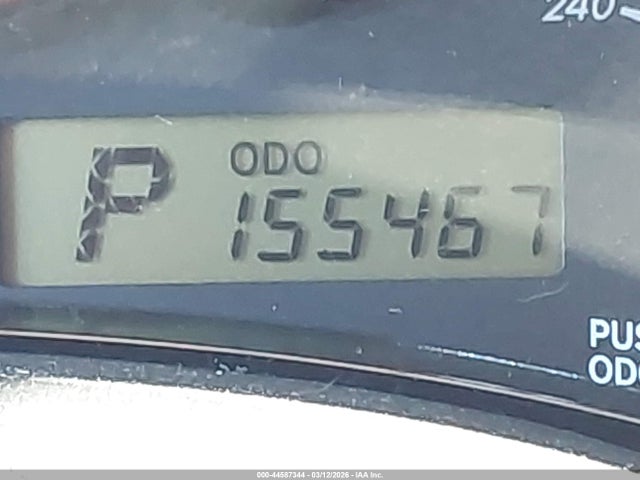 240
ODO
P 155467
PUS
ODO
000-44587344 - 03/12/2026 - IAA Inc.